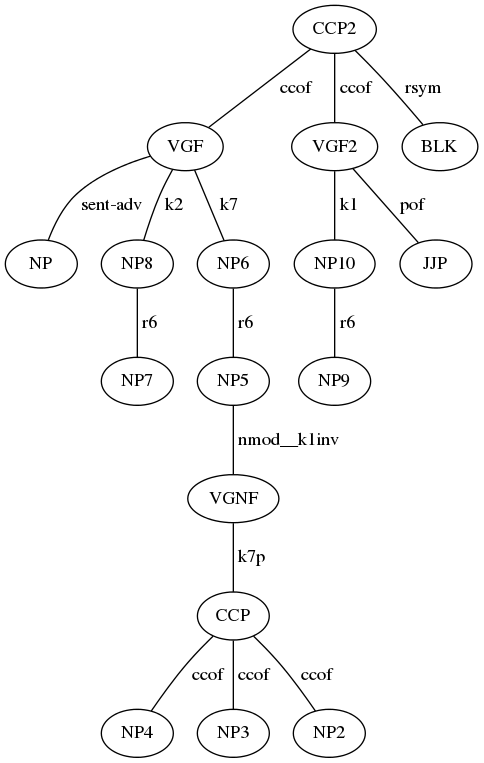 CCP2
ccof ccof rsym
VGF VGF2 BLK
sent-adv k2 k7 k1 pof
NP NP8 NP6 NP10 JJP
r6 r6 r6
NP7 NP5 NP9
nmod__k1inv
VGNF
k7p
CCP
ccof ccof ccof
NP4 NP3 NP2